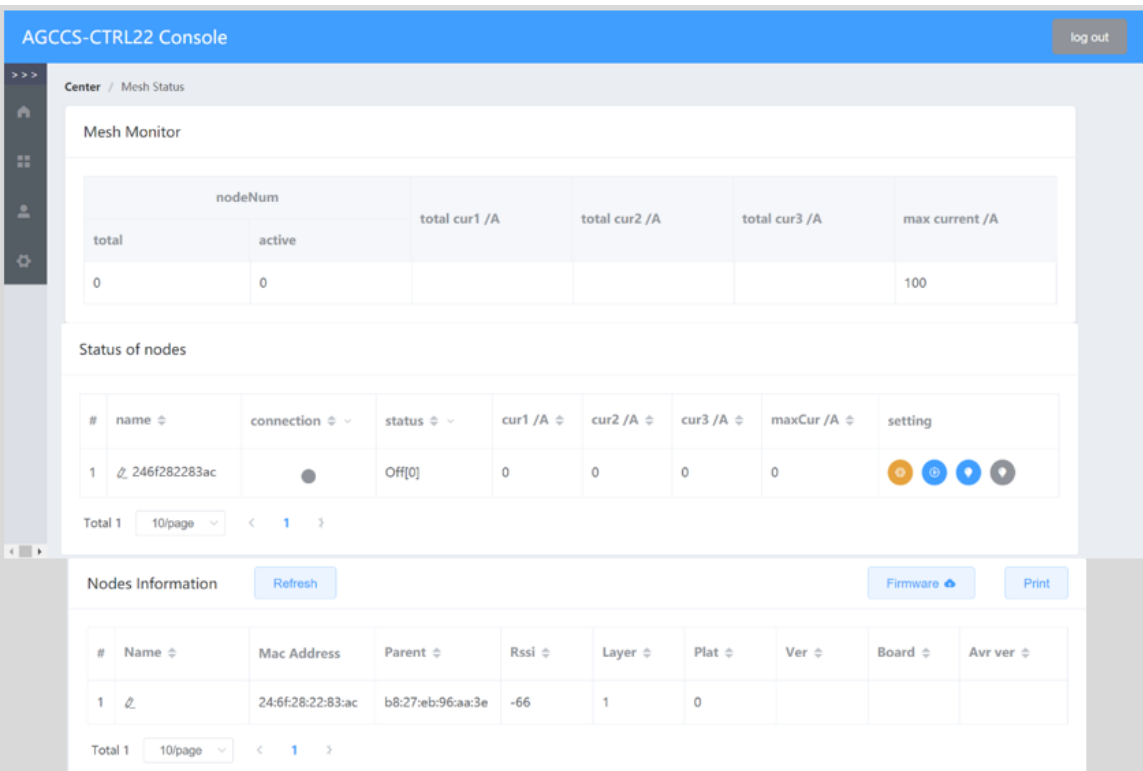 AGCCS-CTRL22 Console
log out
>>>
Center / Mesh Status
Mesh Monitor
nodeNum total cur1 /A total cur2 /A total cur3 /A max current /A
total active
0 0 100
Status of nodes
# name connection status cur1 /A cur2 /A cur3 /A maxCur /A setting
1 246f282283ac Off[0] 0 0 0 0
Total 1 10/page < 1 >
Nodes Information Refresh Firmware Print
# Name Mac Address Parent Rssi Layer Plat Ver Board Avr ver
1 24:6f:28:22:83:ac b8:27:eb:96:aa:3e -66 1 0
Total 1 10/page < 1 >